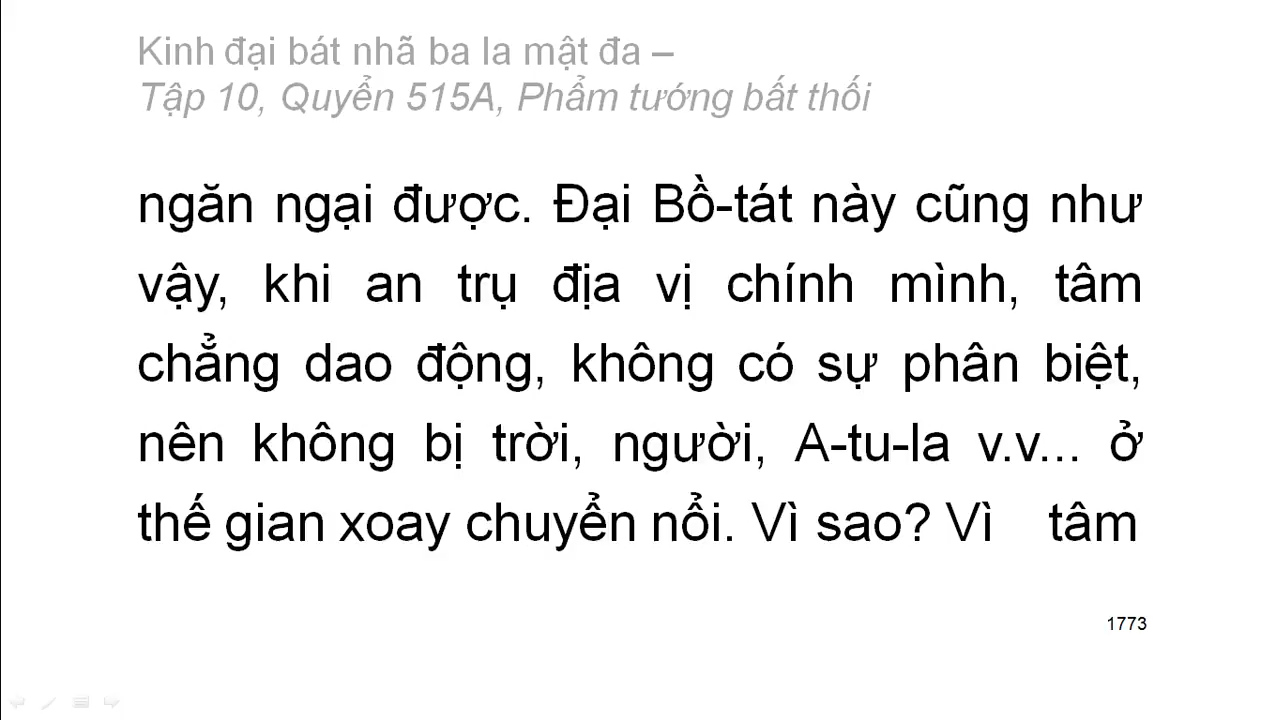 Kinh đại bát nhã ba la mật đa –
Tập 10, Quyển 515A, Phẩm tướng bất thối
ngăn ngại được. Đại Bồ-tát này cũng như
vậy, khi an trụ địa vị chính mình, tâm
chẳng dao động, không có sự phân biệt,
nên không bị trời, người, A-tu-la v.v... ở
thế gian xoay chuyển nổi. Vì sao? Vì tâm
1773